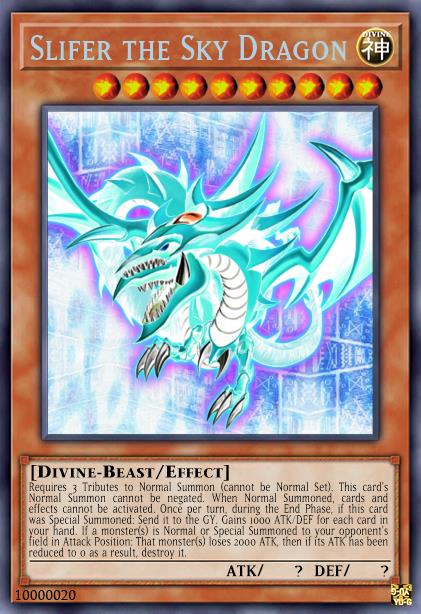 Slifer the Sky Dragon
DIVINE
神
[Divine-Beast/Effect]
Requires 3 Tributes to Normal Summon (cannot be Normal Set). This card's
Normal Summon cannot be negated. When Normal Summoned, cards and
effects cannot be activated. Once per turn, during the End Phase, if this card
was Special Summoned: Send it to the GY. Gains 1000 ATK/DEF for each card in
your hand. If a monster(s) is Normal or Special Summoned to your opponent's
field in Attack Position: That monster(s) loses 2000 ATK, then if its ATK has been
reduced to 0 as a result, destroy it.
ATK/ ? DEF/ ?
10000020